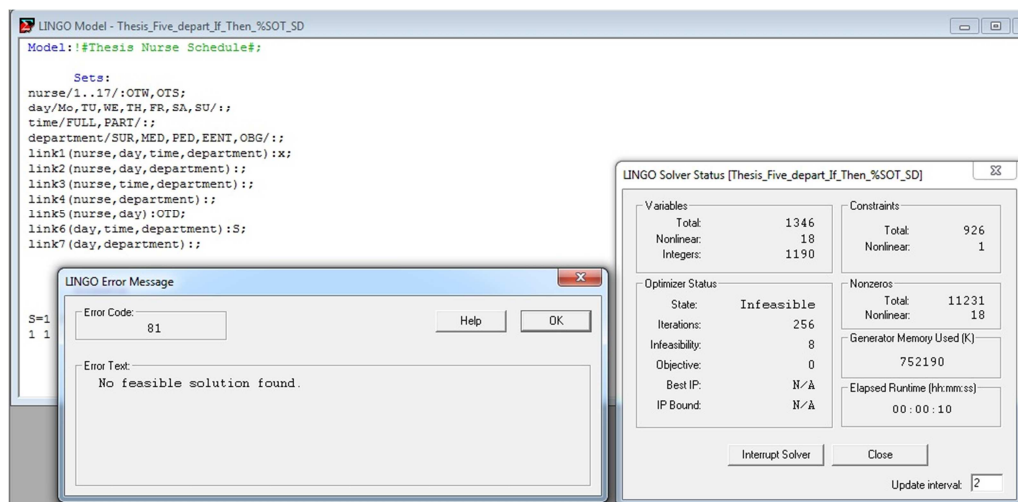 LINGO Model - Thesis_Five_depart_If_Then_%SOT_SD
Model:!#Thesis Nurse Schedule#;
Sets:
nurse/1..17/:OTW,OTS;
day/Mo,TU,WE,TH,FR,SA,SU/:;
time/FULL,PART/:;
department/SUR,MED,PED,EENT,OBG/:;
link1(nurse,day,time,department):x;
link2(nurse,day,department):;
link3(nurse,time,department):;
link4(nurse,department):;
link5(nurse,day):OTD;
link6(day,time,department):S;
link7(day,department):;
S=1
1 1
LINGO Error Message
Error Code:
81
Help
OK
Error Text:
No feasible solution found.
LINGO Solver Status [Thesis_Five_depart_If_Then_%SOT_SD]
Variables
Total: 1346
Nonlinear: 18
Integers: 1190
Constraints
Total: 926
Nonlinear: 1
Optimizer Status
State: Infeasible
Iterations: 256
Infeasibility: 8
Objective: 0
Best IP: N/A
IP Bound: N/A
Nonzeros
Total: 11231
Nonlinear: 18
Generator Memory Used (K)
752190
Elapsed Runtime (hh:mm:ss)
00:00:10
Interrupt Solver
Close
Update interval: 2